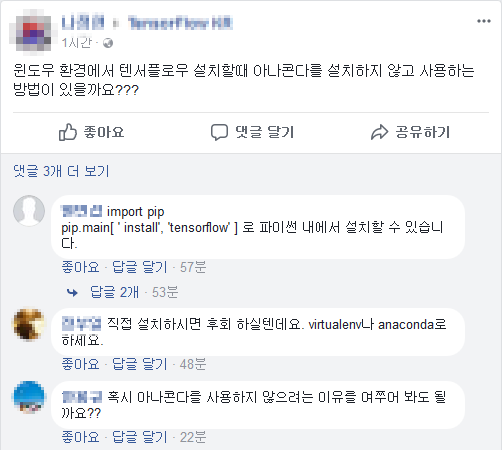 1시간 ·
윈도우 환경에서 텐서플로우 설치할때 아나콘다를 설치하지 않고 사용하는
방법이 있을까요???
좋아요 댓글 달기 공유하기
댓글 3개 더 보기
import pip
pip.main[ ' install', 'tensorflow' ] 로 파이썬 내에서 설치할 수 있습니
다.
좋아요 · 답글 달기 · 57분
답글 2개 · 53분
직접 설치하시면 후회 하실텐데요. virtualenv나 anaconda로
하세요.
좋아요 · 답글 달기 · 48분
혹시 아나콘다를 사용하지 않으려는 이유를 여쭈어 봐도 될
까요??
좋아요 · 답글 달기 · 22분